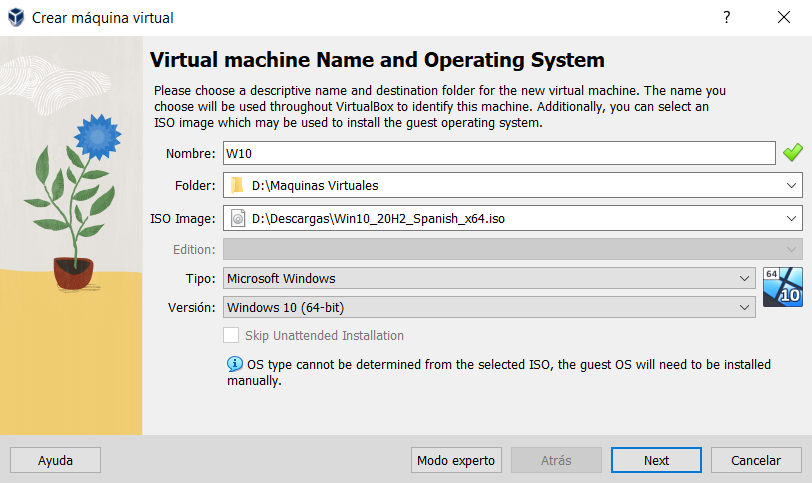 Crear máquina virtual
?
Virtual machine Name and Operating System
Please choose a descriptive name and destination folder for the new virtual machine. The name you
choose will be used throughout VirtualBox to identify this machine. Additionally, you can select an
ISO image which may be used to install the guest operating system.
Nombre: W10
Folder: D:\Maquinas Virtuales
ISO Image: D:\Descargas\Win10_20H2_Spanish_x64.iso
Edition:
Tipo: Microsoft Windows
64
Versión: Windows 10 (64-bit)
10
Skip Unattended Installation
OS type cannot be determined from the selected ISO, the guest OS will need to be installed
manually.
Ayuda Modo experto Atrás Next Cancelar